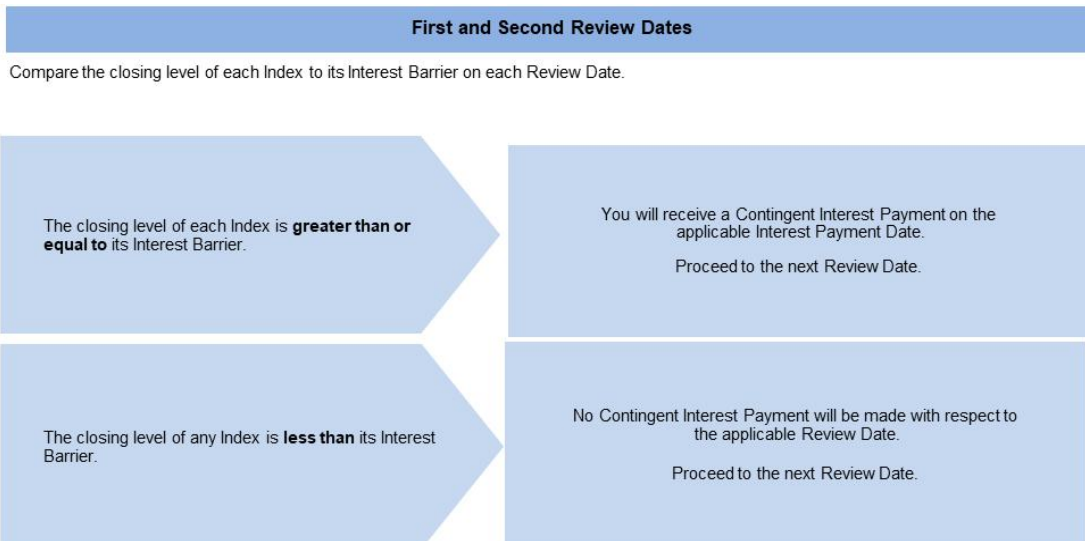 First and Second Review Dates
Compare the closing level of each Index to its Interest Barrier on each Review Date.
The closing level of each Index is greater than or
equal to its Interest Barrier.
You will receive a Contingent Interest Payment on the
applicable Interest Payment Date.
Proceed to the next Review Date.
The closing level of any Index is less than its Interest
Barrier.
No Contingent Interest Payment will be made with respect to
the applicable Review Date.
Proceed to the next Review Date.